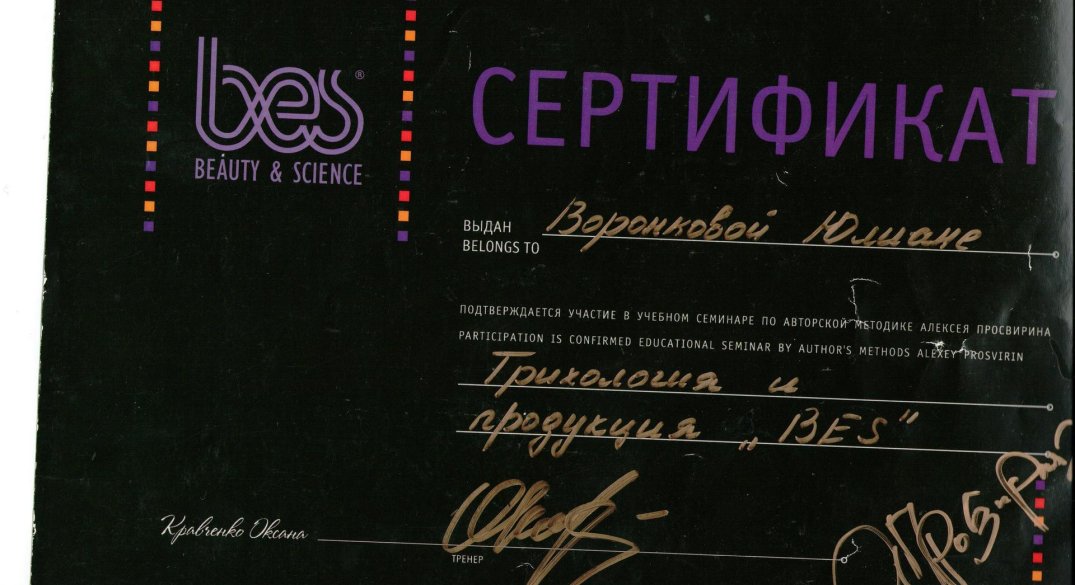 bes®
BEAUTY & SCIENCE
СЕРТИФИКАТ
ВЫДАН Воронковой Юлиане
BELONGS TO
ПОДТВЕРЖДАЕТСЯ УЧАСТИЕ В УЧЕБНОМ СЕМИНАРЕ ПО АВТОРСКОЙ МЕТОДИКЕ АЛЕКСЕЯ ПРОСВИРИНА
PARTICIPATION IS CONFIRMED EDUCATIONAL SEMINAR BY AUTHOR'S METHODS ALEXEY PROSVIRIN
Трихология и
продукция „BES“
Кравченко Оксана
ТРЕНЕР